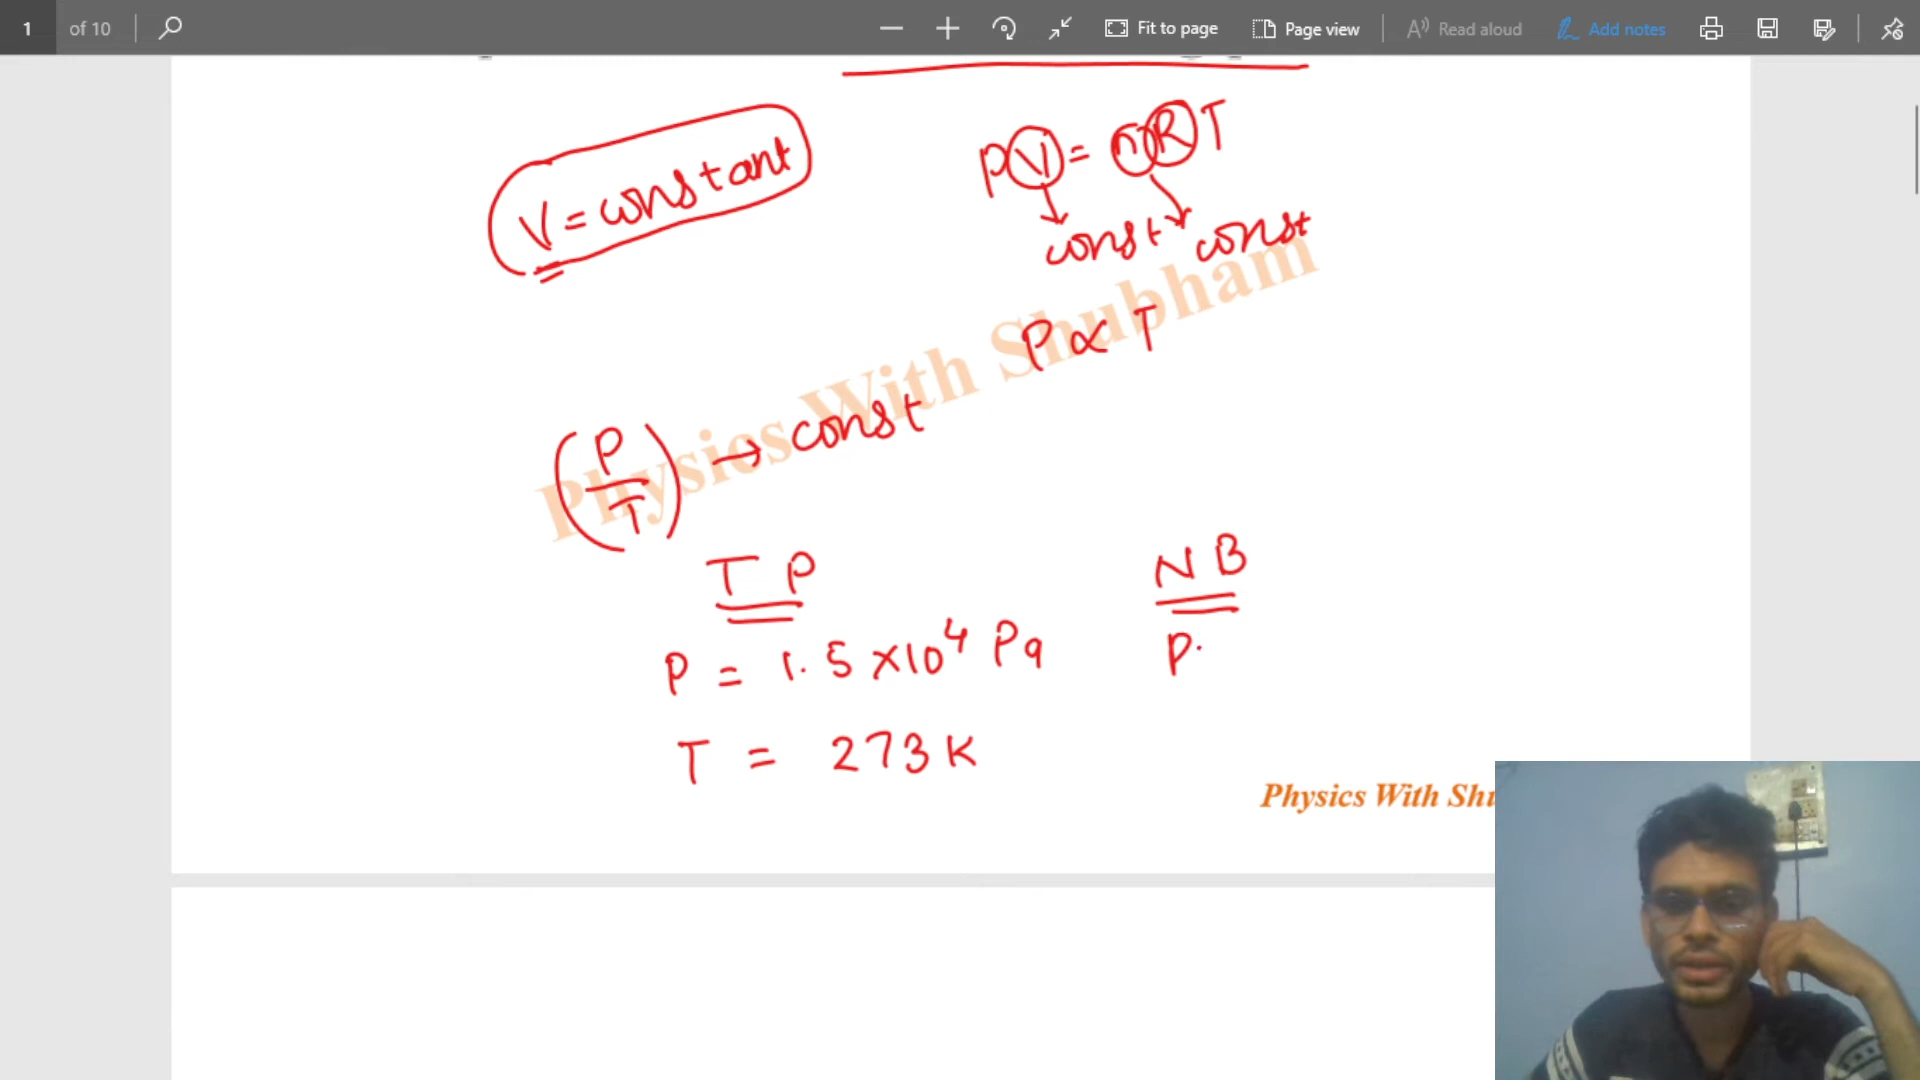 1 of 10 Fit to page Page view Read aloud Add notes
V = constant
PV = nRT
const const
P ∝ T
(P/T) → const
Physics With Shubham
T P
N B
P = 1.5 × 10⁴ Pa
P.
T = 273 K
Physics With